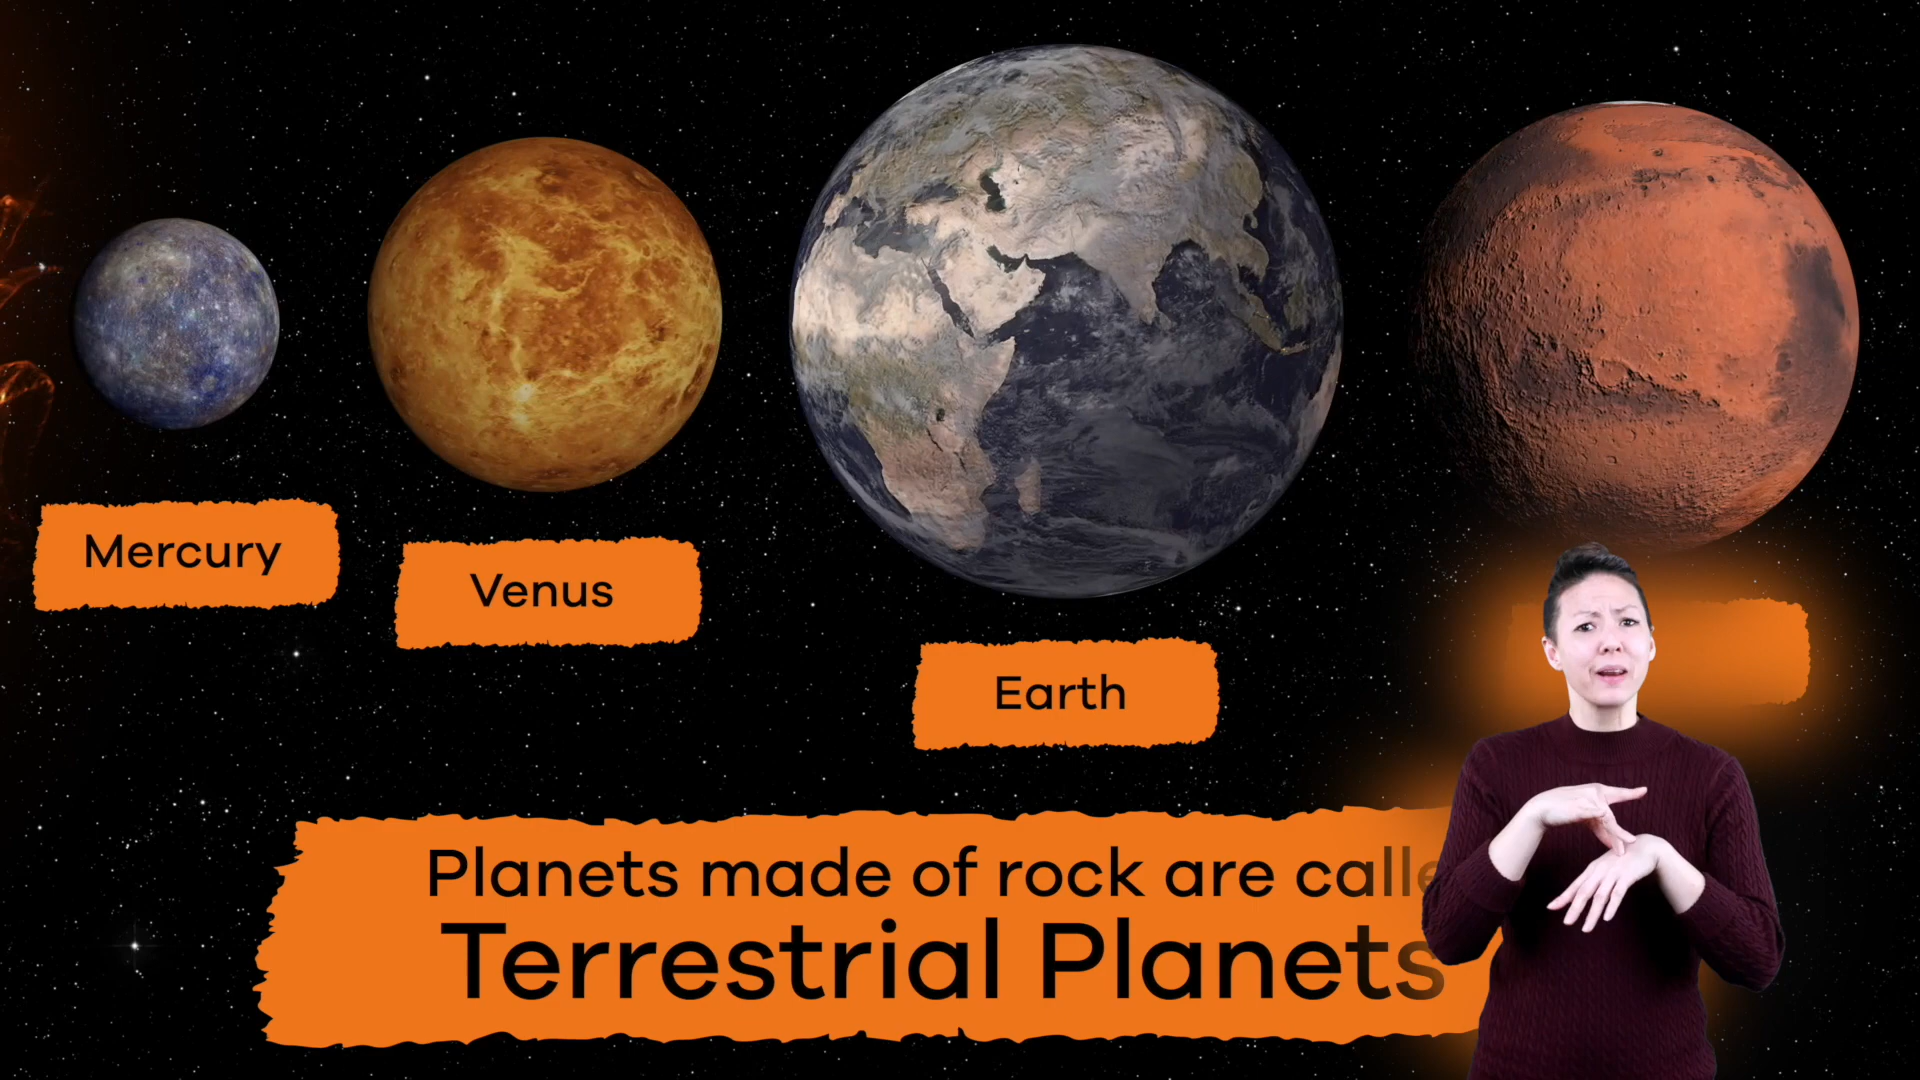 Mercury
Venus
Earth
Planets made of rock are calle
Terrestrial Planets